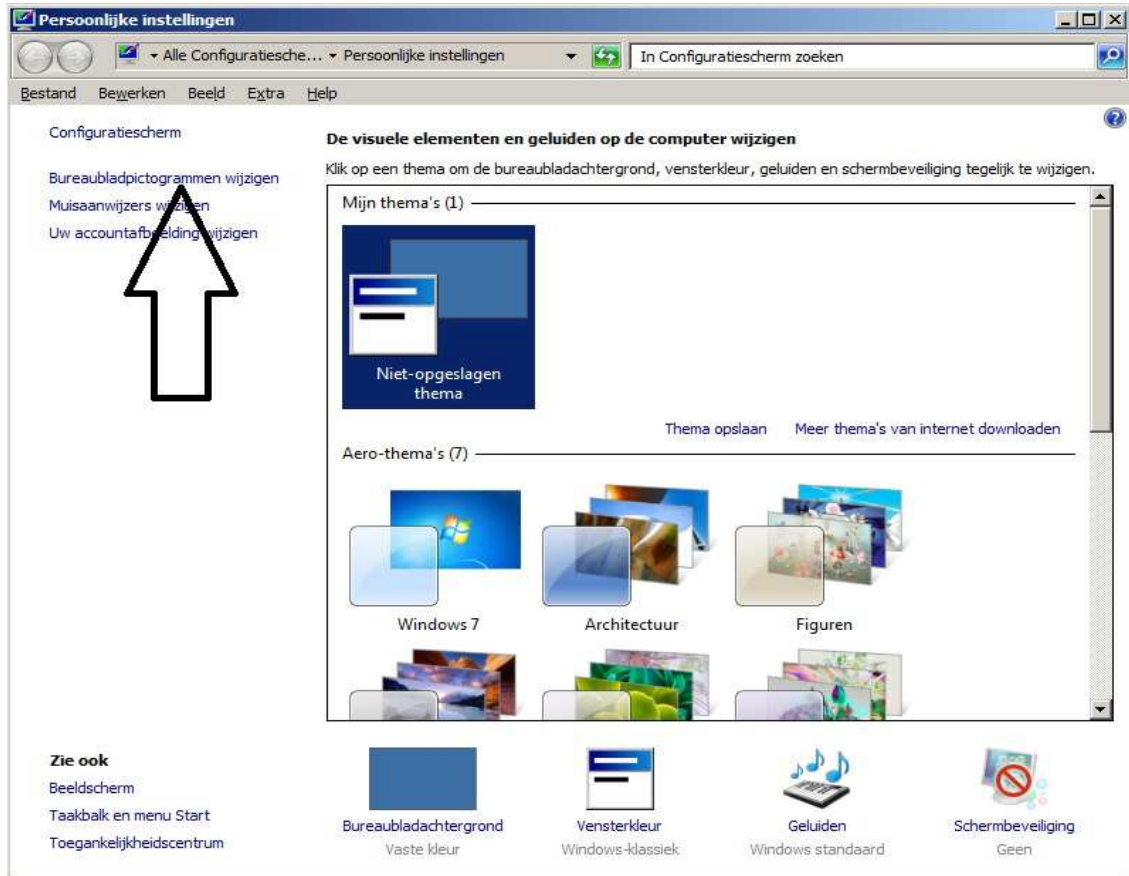 Persoonlijke instellingen
Alle Configuratiesche... Persoonlijke instellingen
In Configuratiescherm zoeken
Bestand Bewerken Beeld Extra Help
Configuratiescherm
Bureaubladpictogrammen wijzigen
Muisaanwijzers wijzigen
Uw accountafbeelding wijzigen
De visuele elementen en geluiden op de computer wijzigen
Klik op een thema om de bureaubladachtergrond, vensterkleur, geluiden en schermbeveiliging tegelijk te wijzigen.
Mijn thema's (1)
Niet-opgeslagen
thema
Thema opslaan Meer thema's van internet downloaden
Aero-thema's (7)
Windows 7 Architectuur Figuren
Zie ook
Beeldscherm
Taakbalk en menu Start
Toegankelijkheidscentrum
Bureaubladachtergrond Vensterkleur Geluiden Schermbeveiliging
Vaste kleur Windows-klassiek Windows standaard Geen